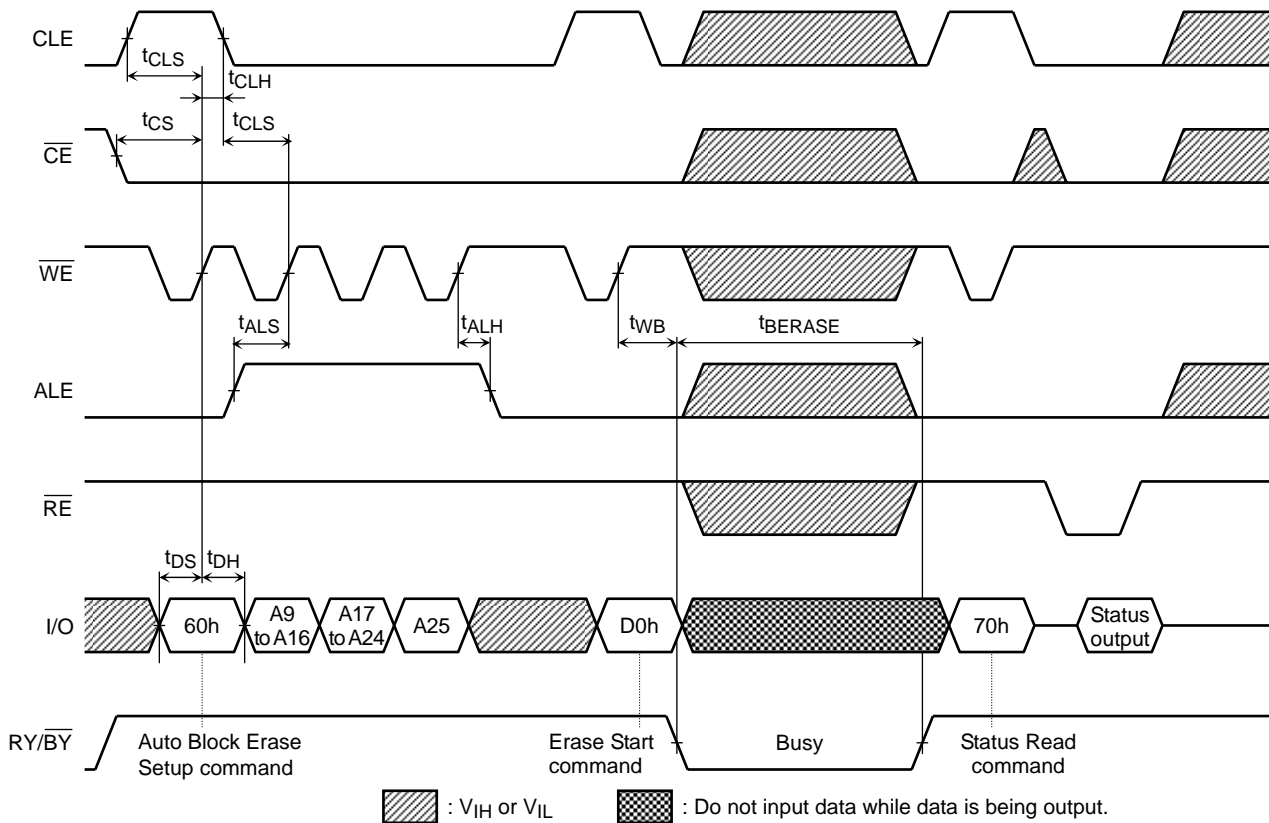 CLE
tCLS
tCLH
tCS
tCLS
CE
WE
tALS
tALH
tWB
tBERASE
ALE
RE
tDS
tDH
I/O
60h
A9
to A16
A17
to A24
A25
D0h
70h
Status
output
RY/BY
Auto Block Erase
Setup command
Erase Start
command
Busy
Status Read
command
: VIH or VIL
: Do not input data while data is being output.